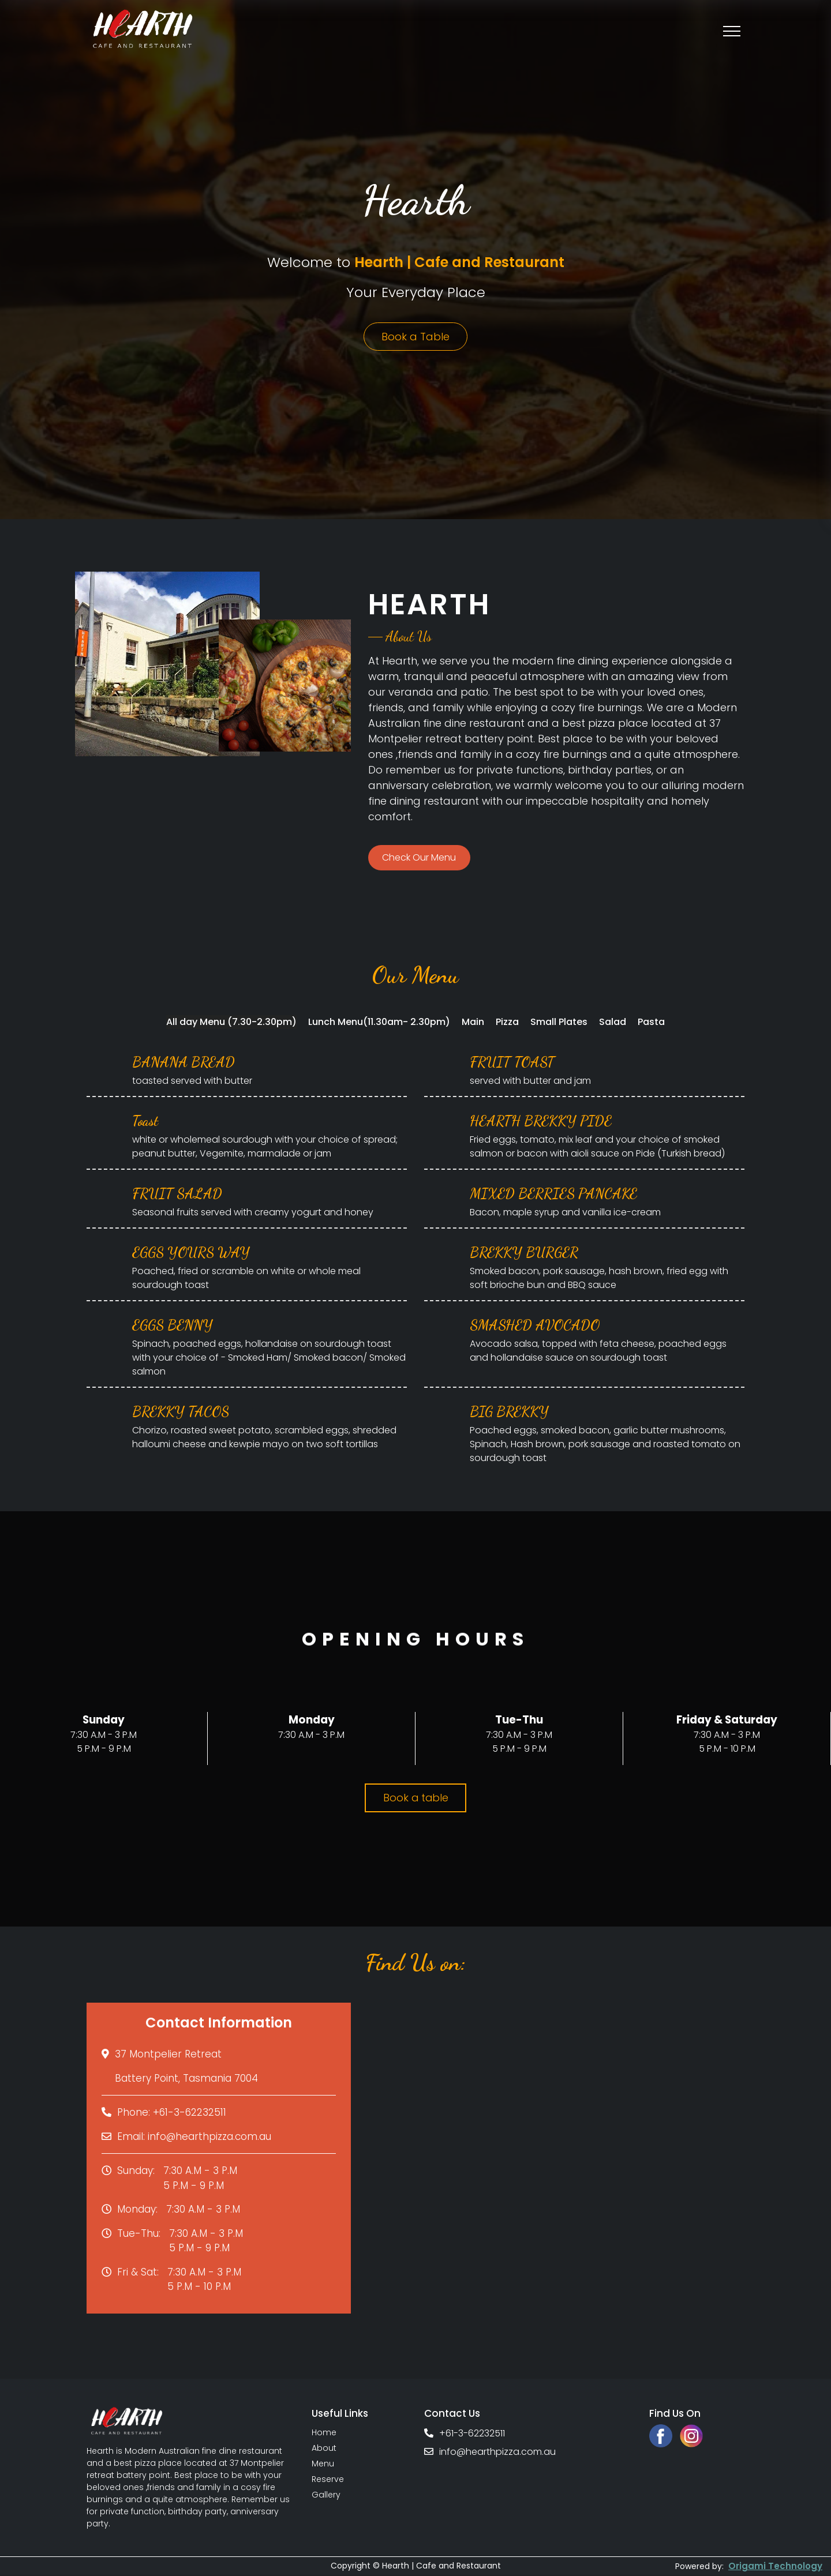 HEARTH
CAFE AND RESTAURANT
Hearth
Welcome to Hearth | Cafe and Restaurant
Your Everyday Place
Book a Table
HEARTH
About Us
At Hearth, we serve you the modern fine dining experience alongside a
warm, tranquil and peaceful atmosphere with an amazing view from
our veranda and patio. The best spot to be with your loved ones,
friends, and family while enjoying a cozy fire burnings. We are a Modern
Australian fine dine restaurant and a best pizza place located at 37
Montpelier retreat battery point. Best place to be with your beloved
ones ,friends and family in a cozy fire burnings and a quite atmosphere.
Do remember us for private functions, birthday parties, or an
anniversary celebration, we warmly welcome you to our alluring modern
fine dining restaurant with our impeccable hospitality and homely
comfort.
Check Our Menu
Our Menu
All day Menu (7.30-2.30pm) Lunch Menu(11.30am- 2.30pm) Main Pizza Small Plates Salad Pasta
BANANA BREAD
toasted served with butter
FRUIT TOAST
served with butter and jam
Toast
white or wholemeal sourdough with your choice of spread;
peanut butter, Vegemite, marmalade or jam
HEARTH BREKKY PIDE
Fried eggs, tomato, mix leaf and your choice of smoked
salmon or bacon with aioli sauce on Pide (Turkish bread)
FRUIT SALAD
Seasonal fruits served with creamy yogurt and honey
MIXED BERRIES PANCAKE
Bacon, maple syrup and vanilla ice-cream
EGGS YOURS WAY
Poached, fried or scramble on white or whole meal
sourdough toast
BREKKY BURGER
Smoked bacon, pork sausage, hash brown, fried egg with
soft brioche bun and BBQ sauce
EGGS BENNY
Spinach, poached eggs, hollandaise on sourdough toast
with your choice of - Smoked Ham/ Smoked bacon/ Smoked
salmon
SMASHED AVOCADO
Avocado salsa, topped with feta cheese, poached eggs
and hollandaise sauce on sourdough toast
BREKKY TACOS
Chorizo, roasted sweet potato, scrambled eggs, shredded
halloumi cheese and kewpie mayo on two soft tortillas
BIG BREKKY
Poached eggs, smoked bacon, garlic butter mushrooms,
Spinach, Hash brown, pork sausage and roasted tomato on
sourdough toast
OPENING HOURS
Sunday
7:30 A.M - 3 P.M
5 P.M - 9 P.M
Monday
7:30 A.M - 3 P.M
Tue-Thu
7:30 A.M - 3 P.M
5 P.M - 9 P.M
Friday & Saturday
7:30 A.M - 3 P.M
5 P.M - 10 P.M
Book a table
Find Us on:
Contact Information
37 Montpelier Retreat
Battery Point, Tasmania 7004
Phone: +61-3-62232511
Email: info@hearthpizza.com.au
Sunday: 7:30 A.M - 3 P.M
5 P.M - 9 P.M
Monday: 7:30 A.M - 3 P.M
Tue-Thu: 7:30 A.M - 3 P.M
5 P.M - 9 P.M
Fri & Sat: 7:30 A.M - 3 P.M
5 P.M - 10 P.M
HEARTH
CAFE AND RESTAURANT
Hearth is Modern Australian fine dine restaurant
and a best pizza place located at 37 Montpelier
retreat battery point. Best place to be with your
beloved ones ,friends and family in a cosy fire
burnings and a quite atmosphere. Remember us
for private function, birthday party, anniversary
party.
Useful Links
Home
About
Menu
Reserve
Gallery
Contact Us
+61-3-62232511
info@hearthpizza.com.au
Find Us On
Copyright © Hearth | Cafe and Restaurant
Powered by: Origami Technology